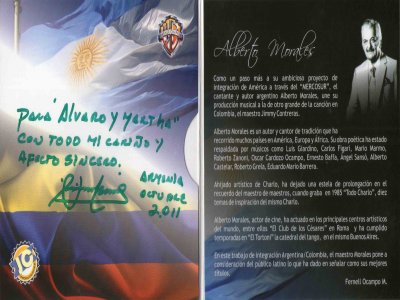 Para "Alvaro y Martha"
CON TODO MI CARIÑO Y
AFECTO SINCERO.
ARMENIA
OCTUBRE
2011
Alberto Morales
Como un paso más a su ambicioso proyecto de
integración de América a través del "MERCOSUR", el
cantante y autor argentino Alberto Morales, une su
producción musical a la de otro grande de la canción en
Colombia, el maestro Jimmy Contreras.
Alberto Morales es un autor y cantor de tradición que ha
recorrido muchos países en América, Europa y África. Su obra poética ha estado
respaldada por músicos como Luis Giardino, Carlos Figari, Mario Marmo,
Roberto Zanoni, Oscar Cardozo Ocampo, Ernesto Baffa, Ángel Sansó, Alberto
Castelar, Roberto Grela, Eduardo Mario Barrera.
Ahijado artístico de Charlo, ha dejado una estela de prolongación en el
recuerdo del maestro de maestros, cuando graba en 1985 "Todo Charlo", diez
temas de inspiración del mismo Charlo.
Alberto Morales, actor de cine, ha actuado en los principales centros artísticos
del mundo, entre ellos "El Club de los Césares" en Roma y ha cumplido
temporadas en "El Tortoni" la catedral del tango, en el mismo Buenos Aires.
En este trabajo de integración Argentina/Colombia, el maestro Morales pone a
consideración del público latino lo que ha dado en señalar como sus mejores
títulos.
Ferneli Ocampo M.